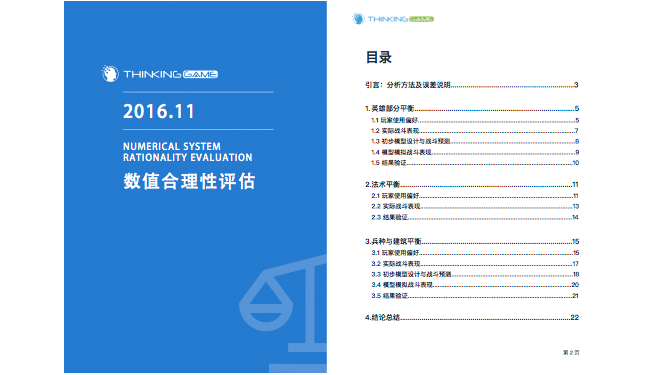 THINKING GAME
2016.11
NUMERICAL SYSTEM
RATIONALITY EVALUATION
数值合理性评估
THINKING GAME
目录
引言：分析方法及误差说明 3
1.英雄部分平衡 5
1.1 玩家使用偏好 5
1.2 实际战斗表现 7
1.3 初步模型设计与战斗预测 8
1.4 模型模拟战斗表现 9
1.5 结果验证 10
2.法术平衡 11
2.1 玩家使用偏好 11
2.2 实际战斗表现 13
2.3 结果验证 14
3.兵种与建筑平衡 15
3.1 玩家使用偏好 15
3.2 实际战斗表现 17
3.3 初步模型设计与战斗预测 18
3.4 模型模拟战斗表现 20
3.5 结果验证 21
4.结论总结 22
第 2 页